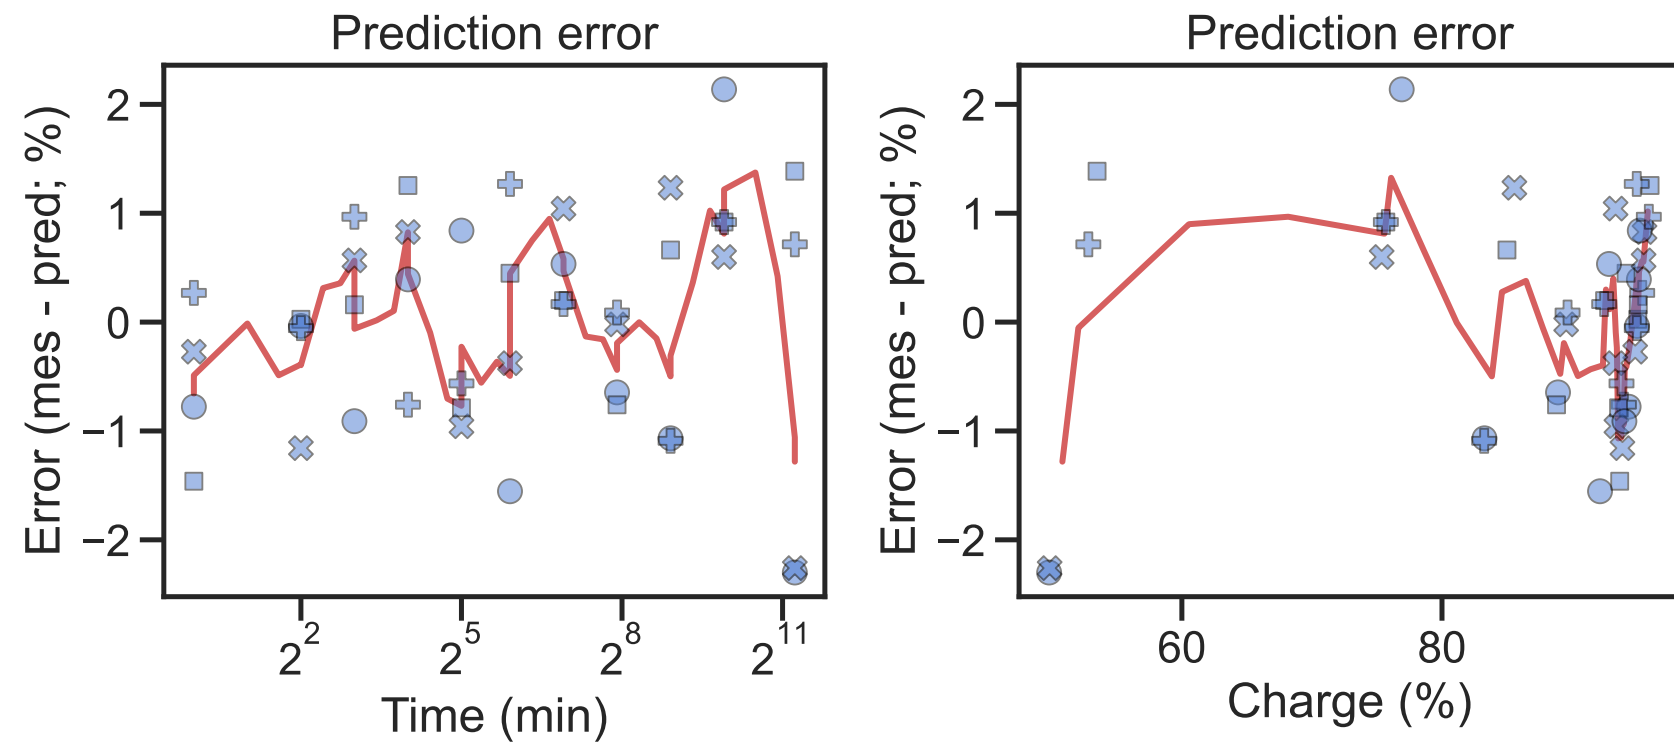 Prediction error
Error (mes - pred; %)
2
1
0
−1
−2
2^2
2^5
2^8
2^11
Time (min)
Prediction error
Error (mes - pred; %)
2
1
0
−1
−2
60
80
Charge (%)